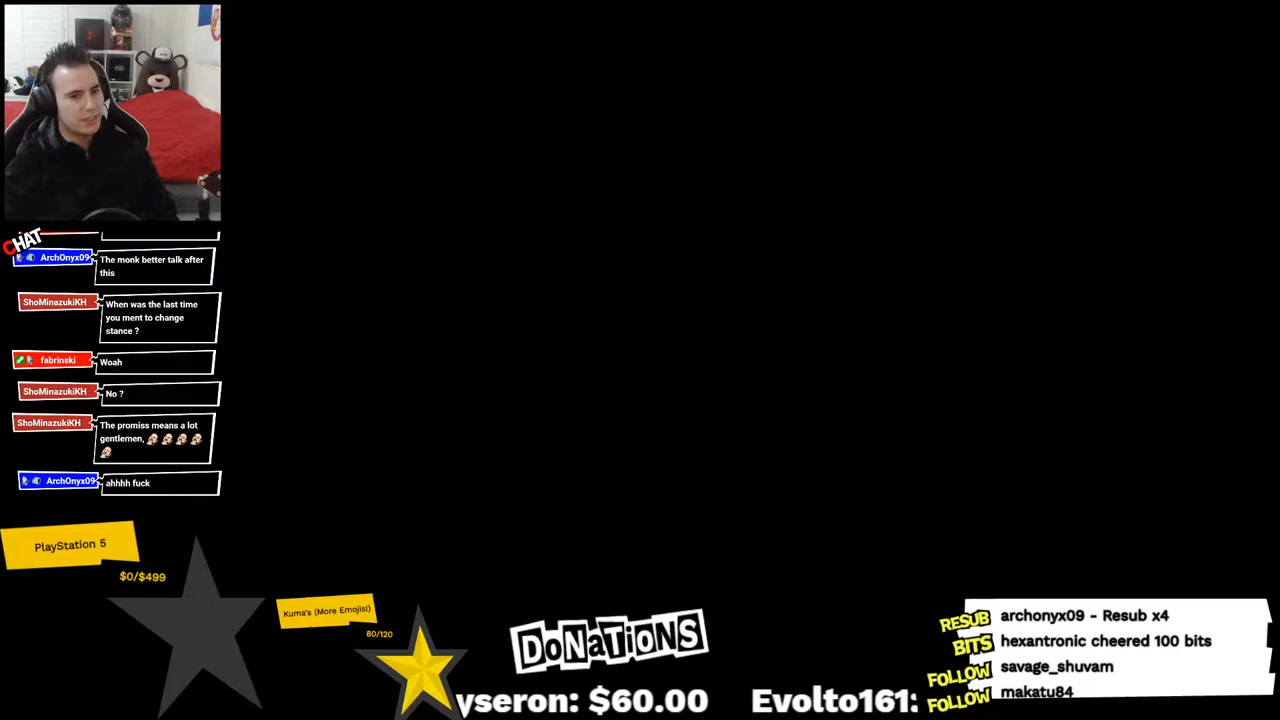 CHAT
ArchOnyx09
The monk better talk after
this
ShoMinazukiKH
When was the last time
you ment to change
stance ?
fabrinski
Woah
ShoMinazukiKH
No ?
ShoMinazukiKH
The promiss means a lot
gentlemen,
ArchOnyx09
ahhhh fuck
PlayStation 5
$0/$499
Kuma's (More Emojis!)
80/120
DoNaTiONS
yseron: $60.00 Evolto161:
RESUB archonyx09 - Resub x4
BITS hexantronic cheered 100 bits
FOLLOW savage_shuvam
FOLLOW makatu84